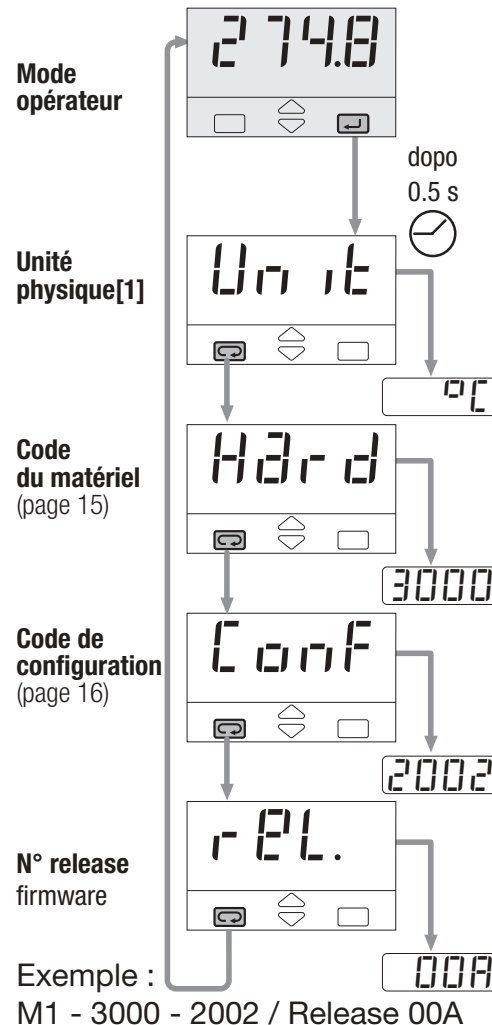 274.8
Mode
opérateur
dopo
0.5 s
Unité
physique[1]
Unit
°C
Code
du matériel
(page 15)
Hard
3000
Code de
configuration
(page 16)
ConF
2002
N° release
firmware
rEL.
00A
Exemple :
M1 - 3000 - 2002 / Release 00A